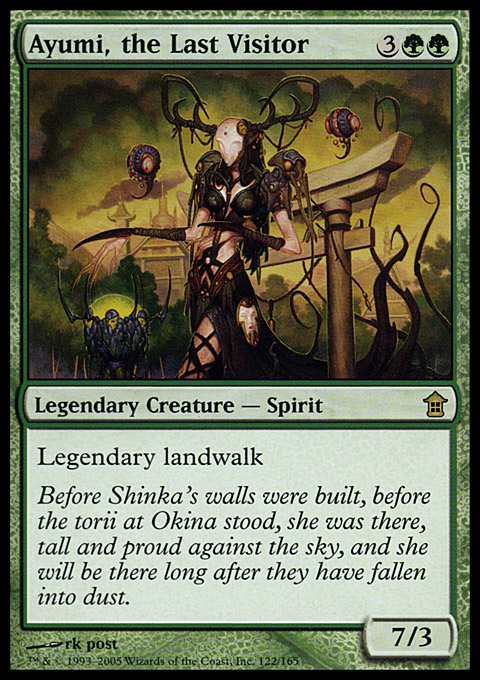 Ayumi, the Last Visitor 3
Legendary Creature — Spirit
Legendary landwalk
Before Shinka's walls were built, before
the torii at Okina stood, she was there,
tall and proud against the sky, and she
will be there long after they have fallen
into dust.
rk post
7/3
™ & © 1993–2005 Wizards of the Coast, Inc. 122/165